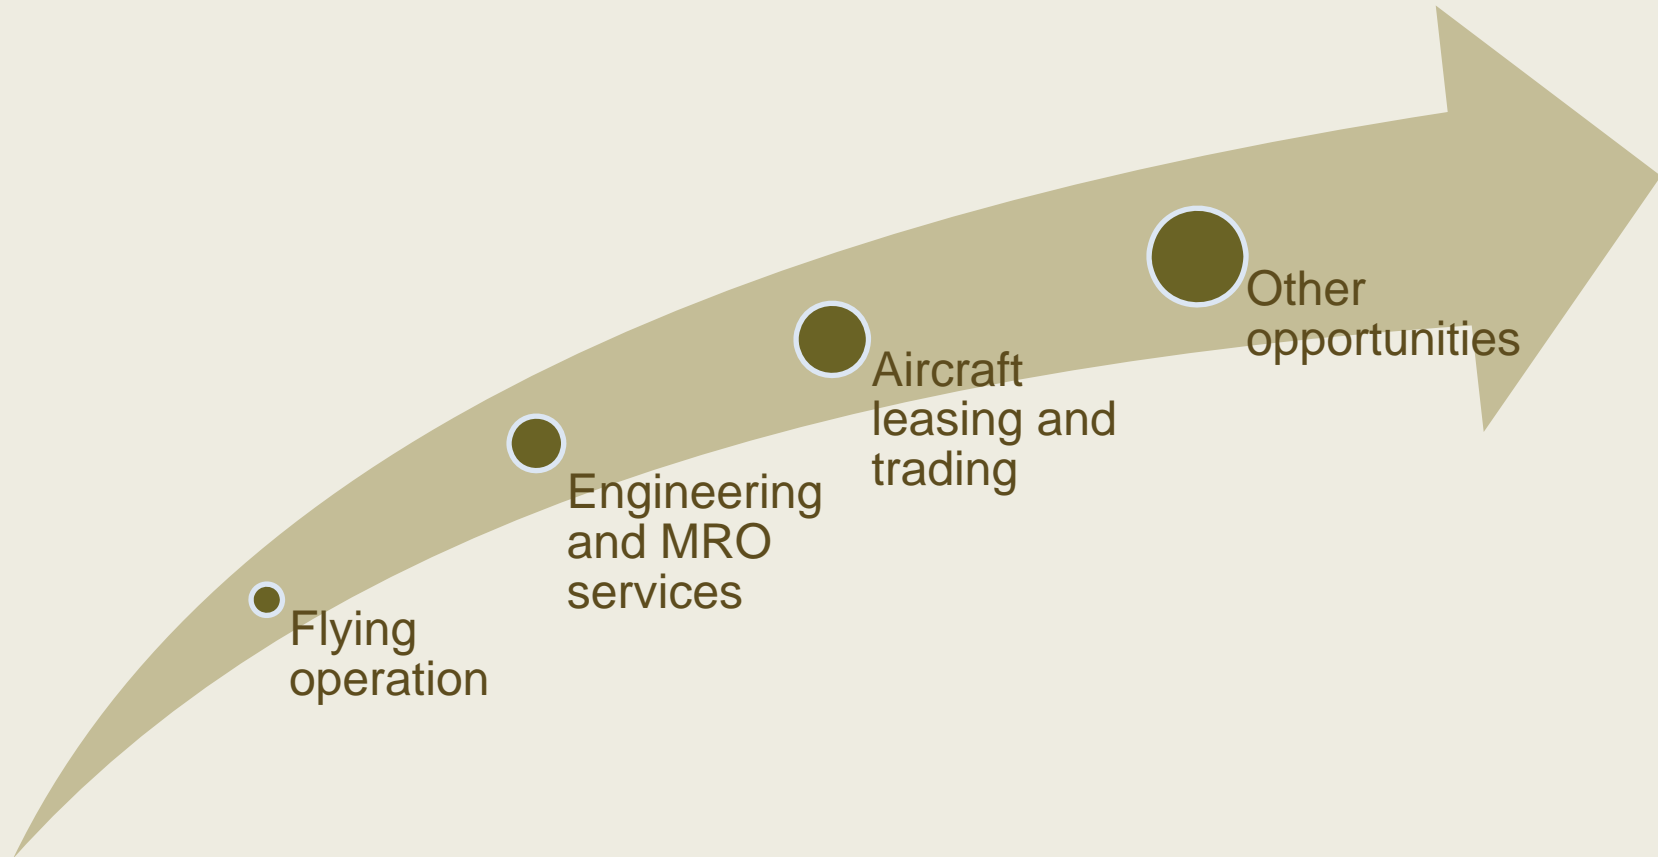 Flying
operation
Engineering
and MRO
services
Aircraft
leasing and
trading
Other
opportunities